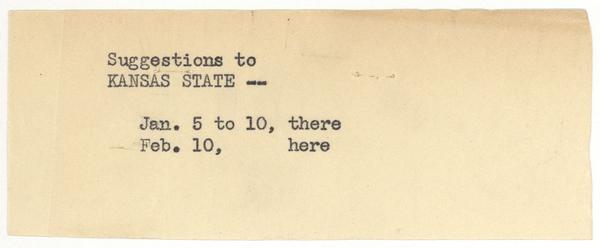 Suggestions to
KANSAS STATE --
Jan. 5 to 10, there
Feb. 10, here